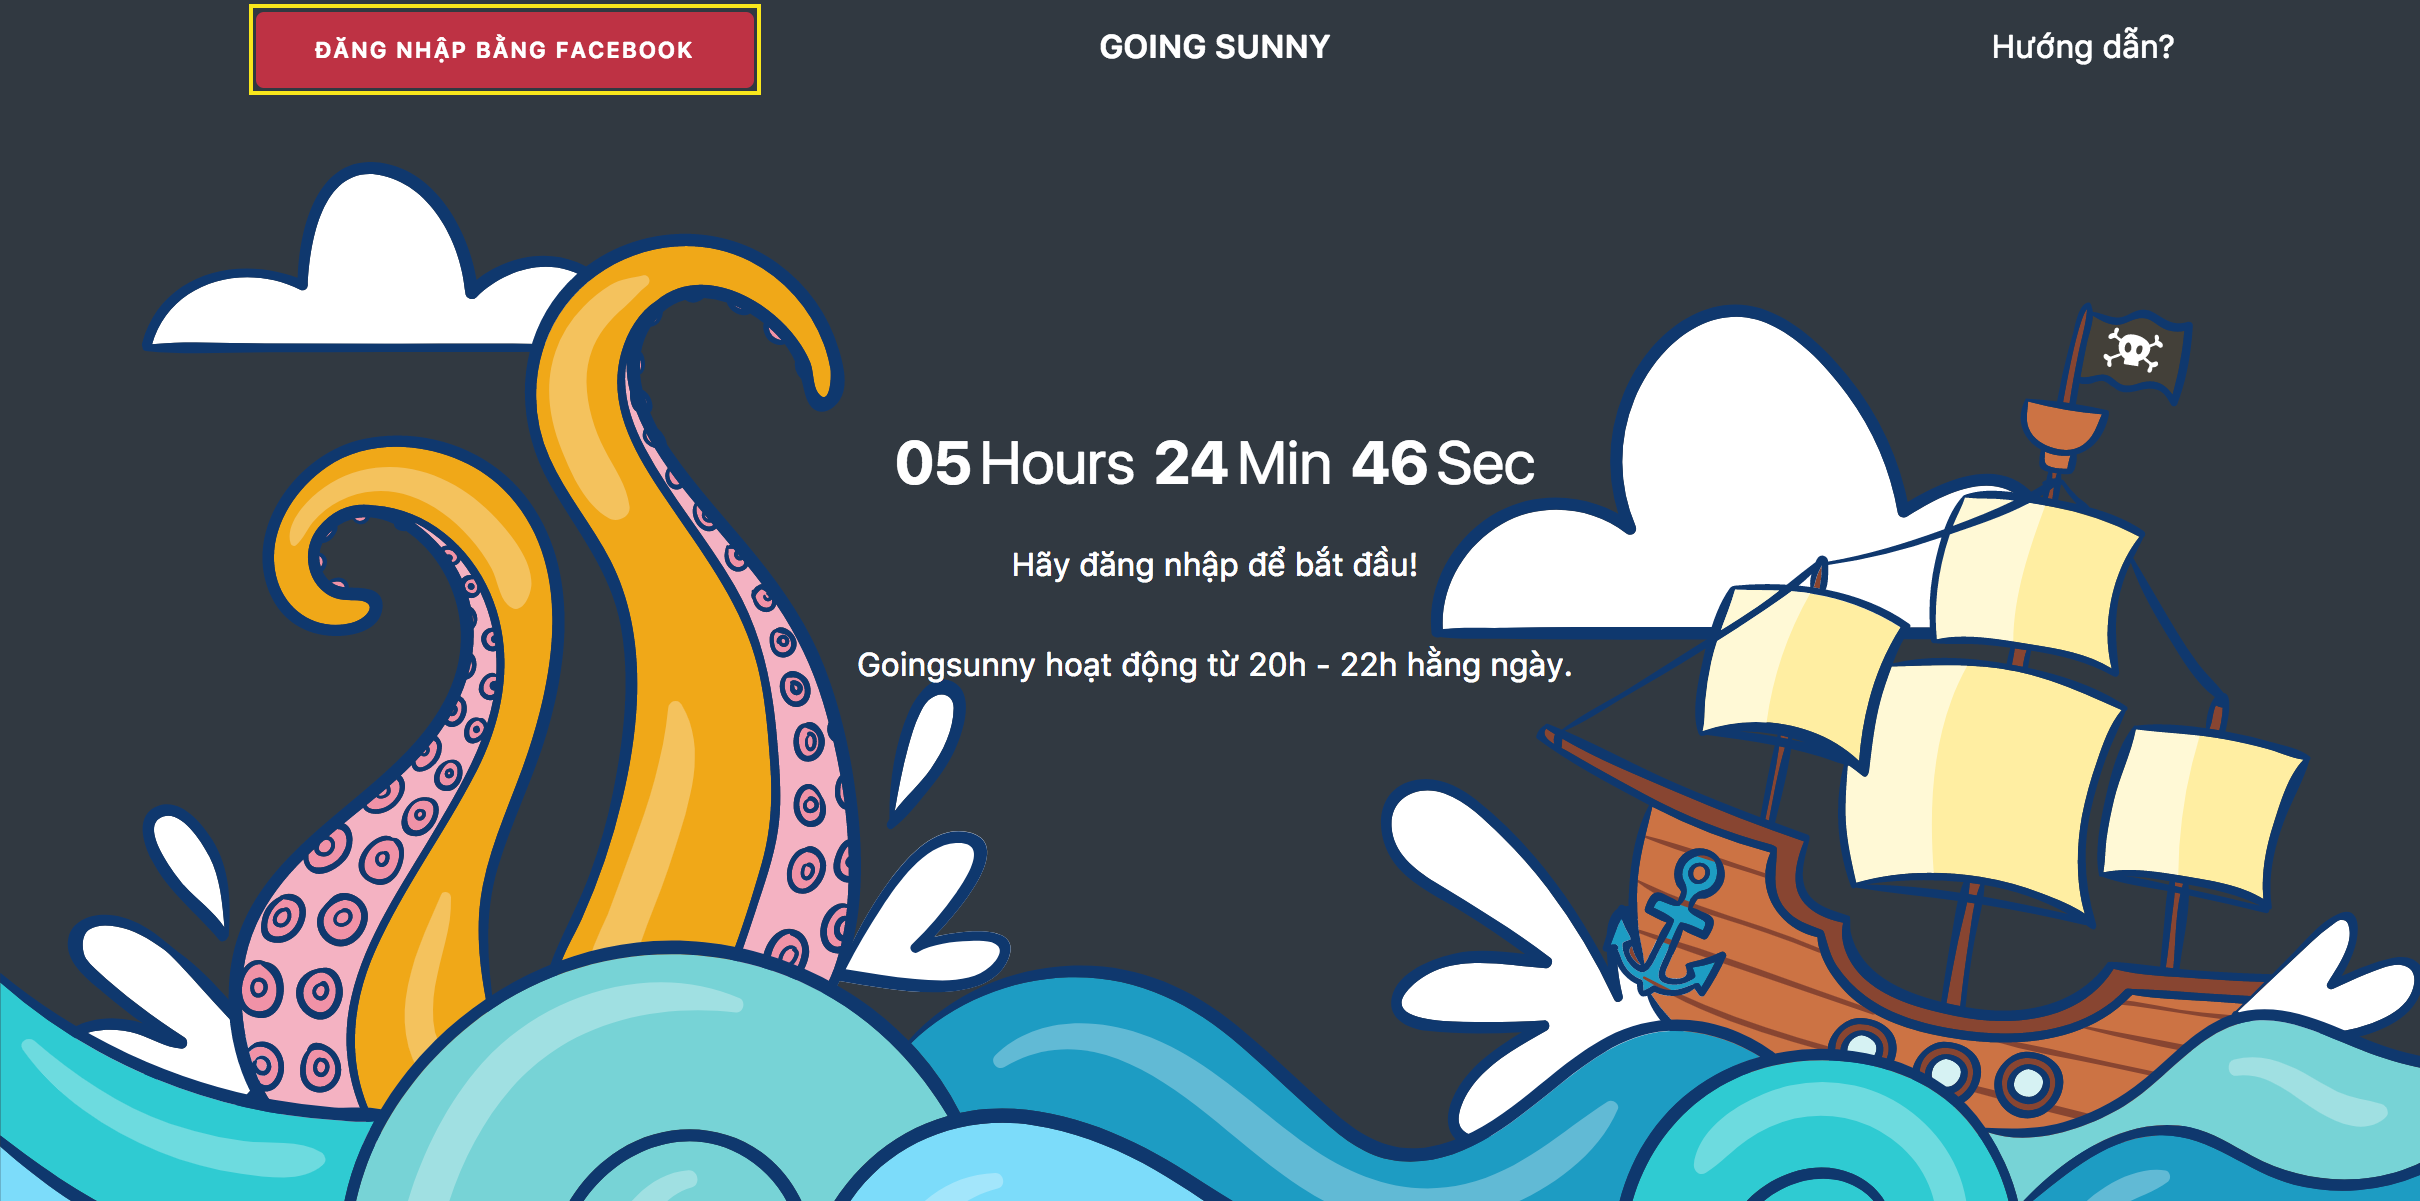 ĐĂNG NHẬP BẰNG FACEBOOK
GOING SUNNY
Hướng dẫn?
05 Hours 24 Min 46 Sec
Hãy đăng nhập để bắt đầu!
Goingsunny hoạt động từ 20h - 22h hằng ngày.